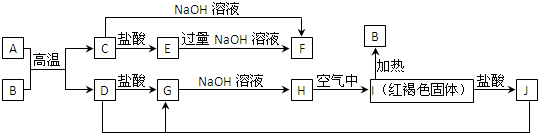 NaOH 溶液
A C 盐酸 E 过量 NaOH 溶液 F B
高温 加热
B D 盐酸 G NaOH 溶液 H 空气中 I（红褐色固体） 盐酸 J